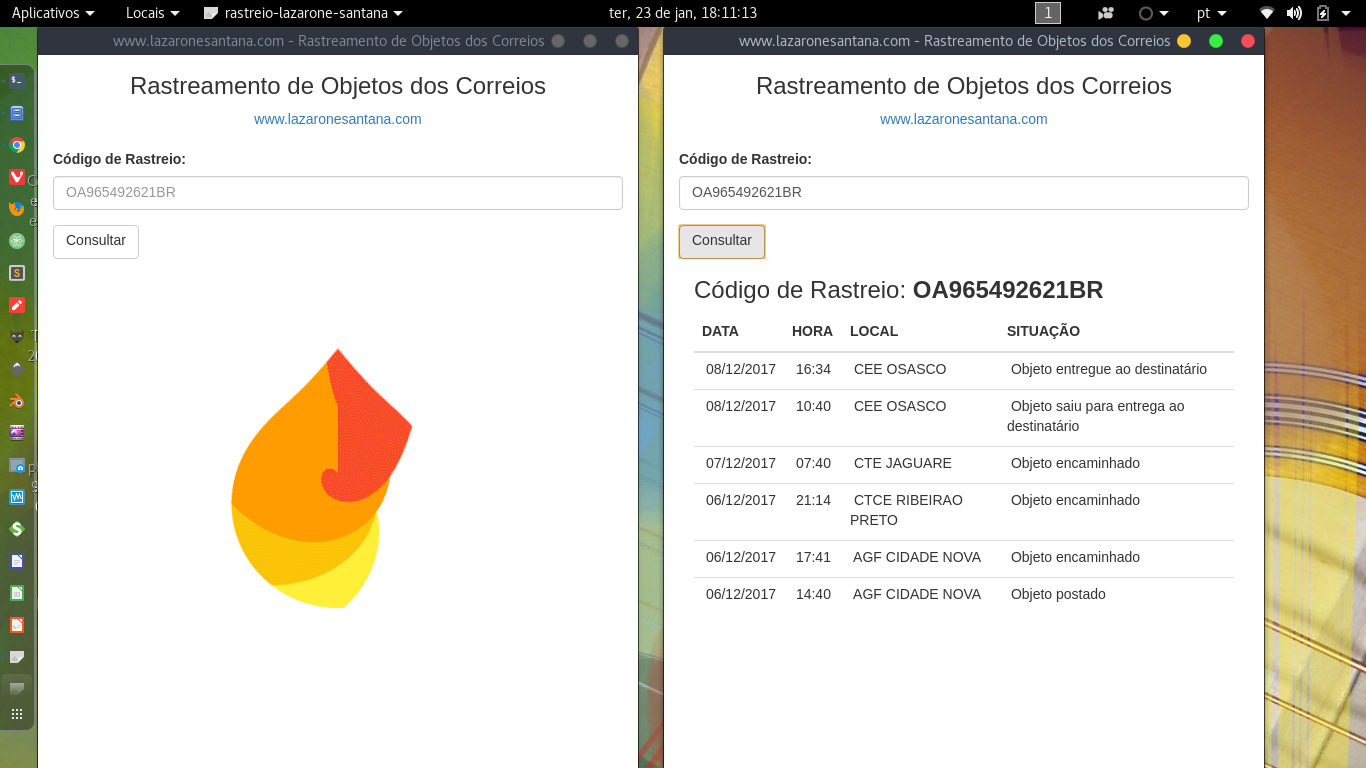 Aplicativos Locais rastreio-lazarone-santana ter, 23 de jan, 18:11:13 1 pt
www.lazaronesantana.com - Rastreamento de Objetos dos Correios
Rastreamento de Objetos dos Correios
www.lazaronesantana.com
Código de Rastreio:
OA965492621BR
Consultar
www.lazaronesantana.com - Rastreamento de Objetos dos Correios
Rastreamento de Objetos dos Correios
www.lazaronesantana.com
Código de Rastreio:
OA965492621BR
Consultar
Código de Rastreio: OA965492621BR
DATA HORA LOCAL SITUAÇÃO
08/12/2017 16:34 CEE OSASCO Objeto entregue ao destinatário
08/12/2017 10:40 CEE OSASCO Objeto saiu para entrega ao
destinatário
07/12/2017 07:40 CTE JAGUARE Objeto encaminhado
06/12/2017 21:14 CTCE RIBEIRAO Objeto encaminhado
PRETO
06/12/2017 17:41 AGF CIDADE NOVA Objeto encaminhado
06/12/2017 14:40 AGF CIDADE NOVA Objeto postado